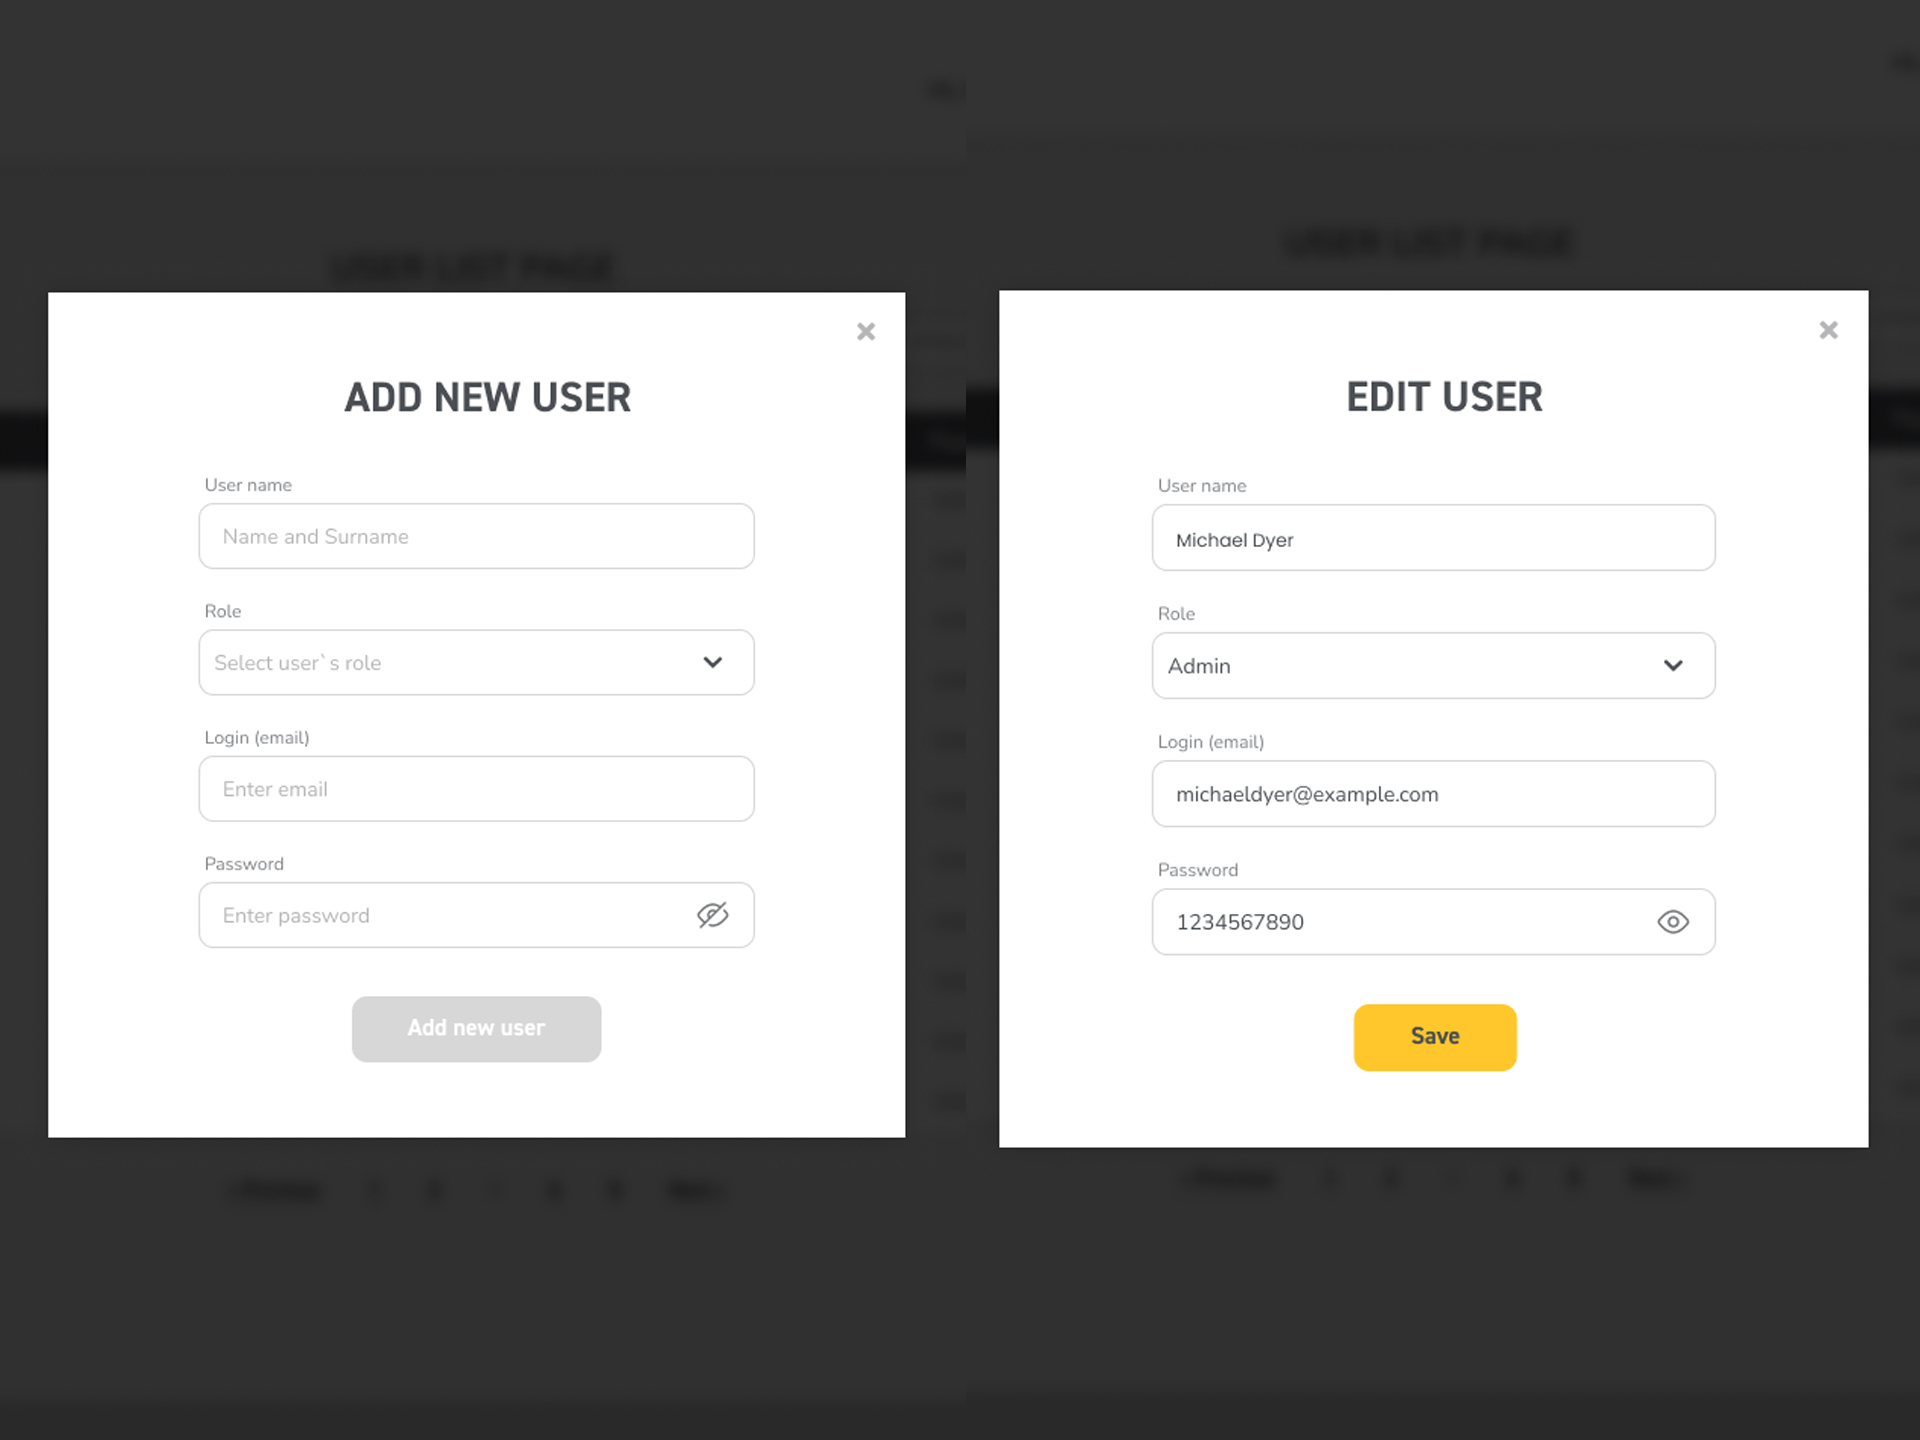 USER LIST PAGE
ADD NEW USER
User name
Name and Surname
Role
Select user`s role
Login (email)
Enter email
Password
Enter password
Add new user
USER LIST PAGE
EDIT USER
User name
Michael Dyer
Role
Admin
Login (email)
michaeldyer@example.com
Password
1234567890
Save